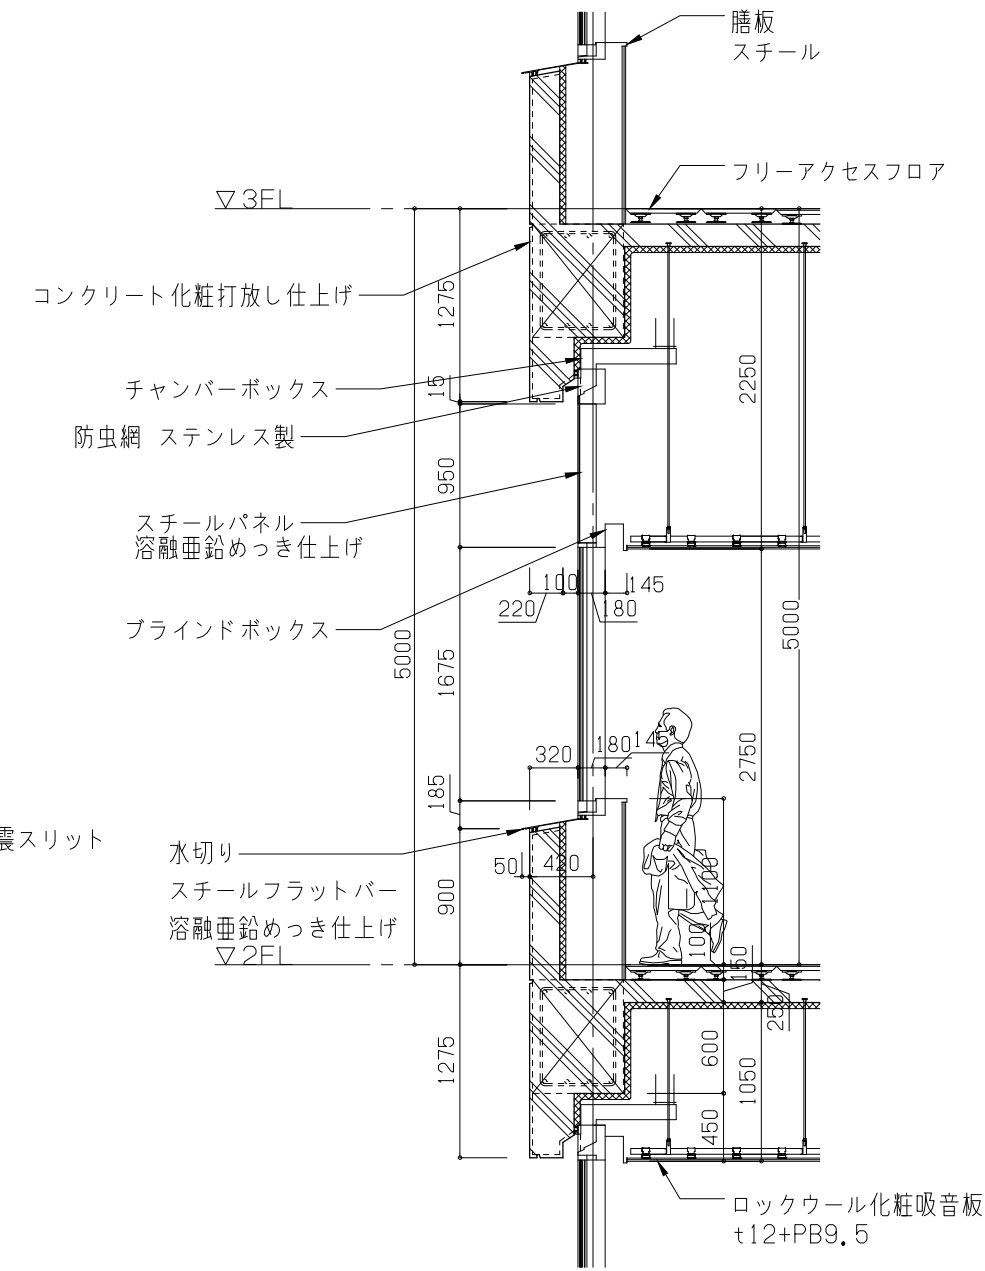 膳板
スチール
フリーアクセスフロア
▽3FL
コンクリート化粧打放し仕上げ
1275
2250
チャンバーボックス
15
防虫網 ステンレス製
950
スチールパネル
溶融亜鉛めっき仕上げ
100
145
220
180
ブラインドボックス
5000
5000
1675
320
180
145
2750
185
震スリット
水切り
50
420
1100
スチールフラットバー
900
溶融亜鉛めっき仕上げ
100
▽2FL
150
250
1275
600
1050
450
ロックウール化粧吸音板
t12+PB9.5